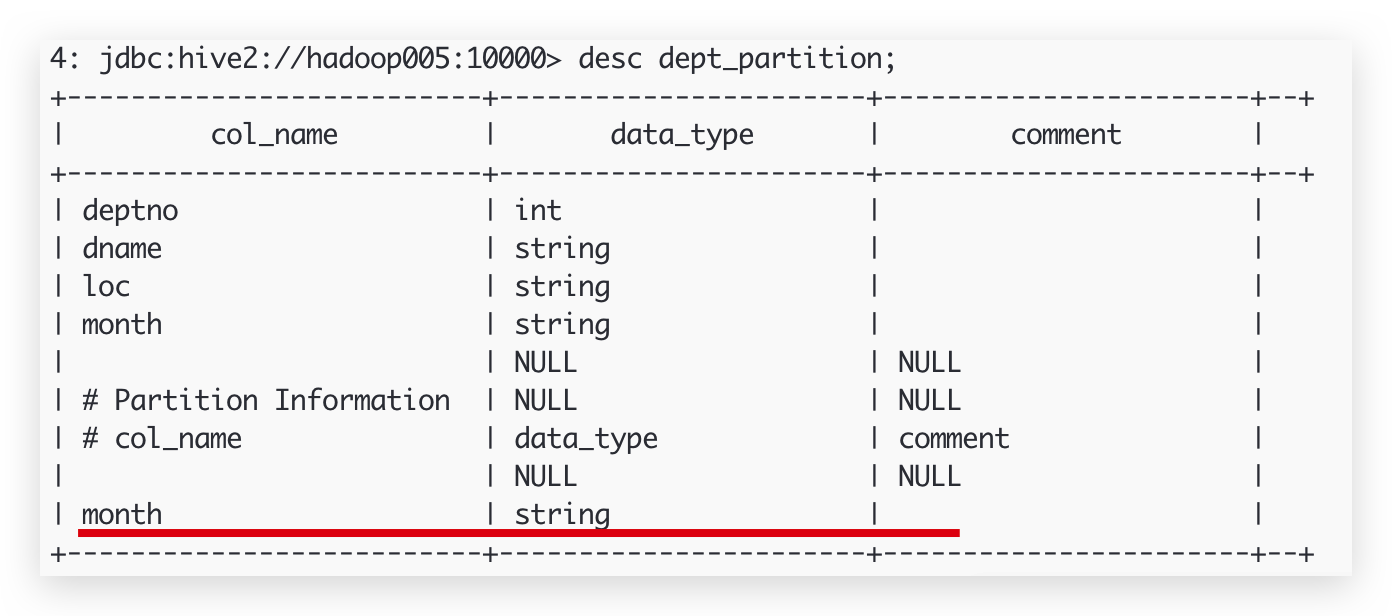 4: jdbc:hive2://hadoop005:10000> desc dept_partition;
+--------------------------+-----------------------+-----------------------+--+
|         col_name         |       data_type       |        comment        |
+--------------------------+-----------------------+-----------------------+--+
| deptno                   | int                   |                       |
| dname                    | string                |                       |
| loc                      | string                |                       |
| month                    | string                |                       |
|                          | NULL                  | NULL                  |
| # Partition Information  | NULL                  | NULL                  |
| # col_name               | data_type             | comment               |
|                          | NULL                  | NULL                  |
| month                    | string                |                       |
+--------------------------+-----------------------+-----------------------+--+